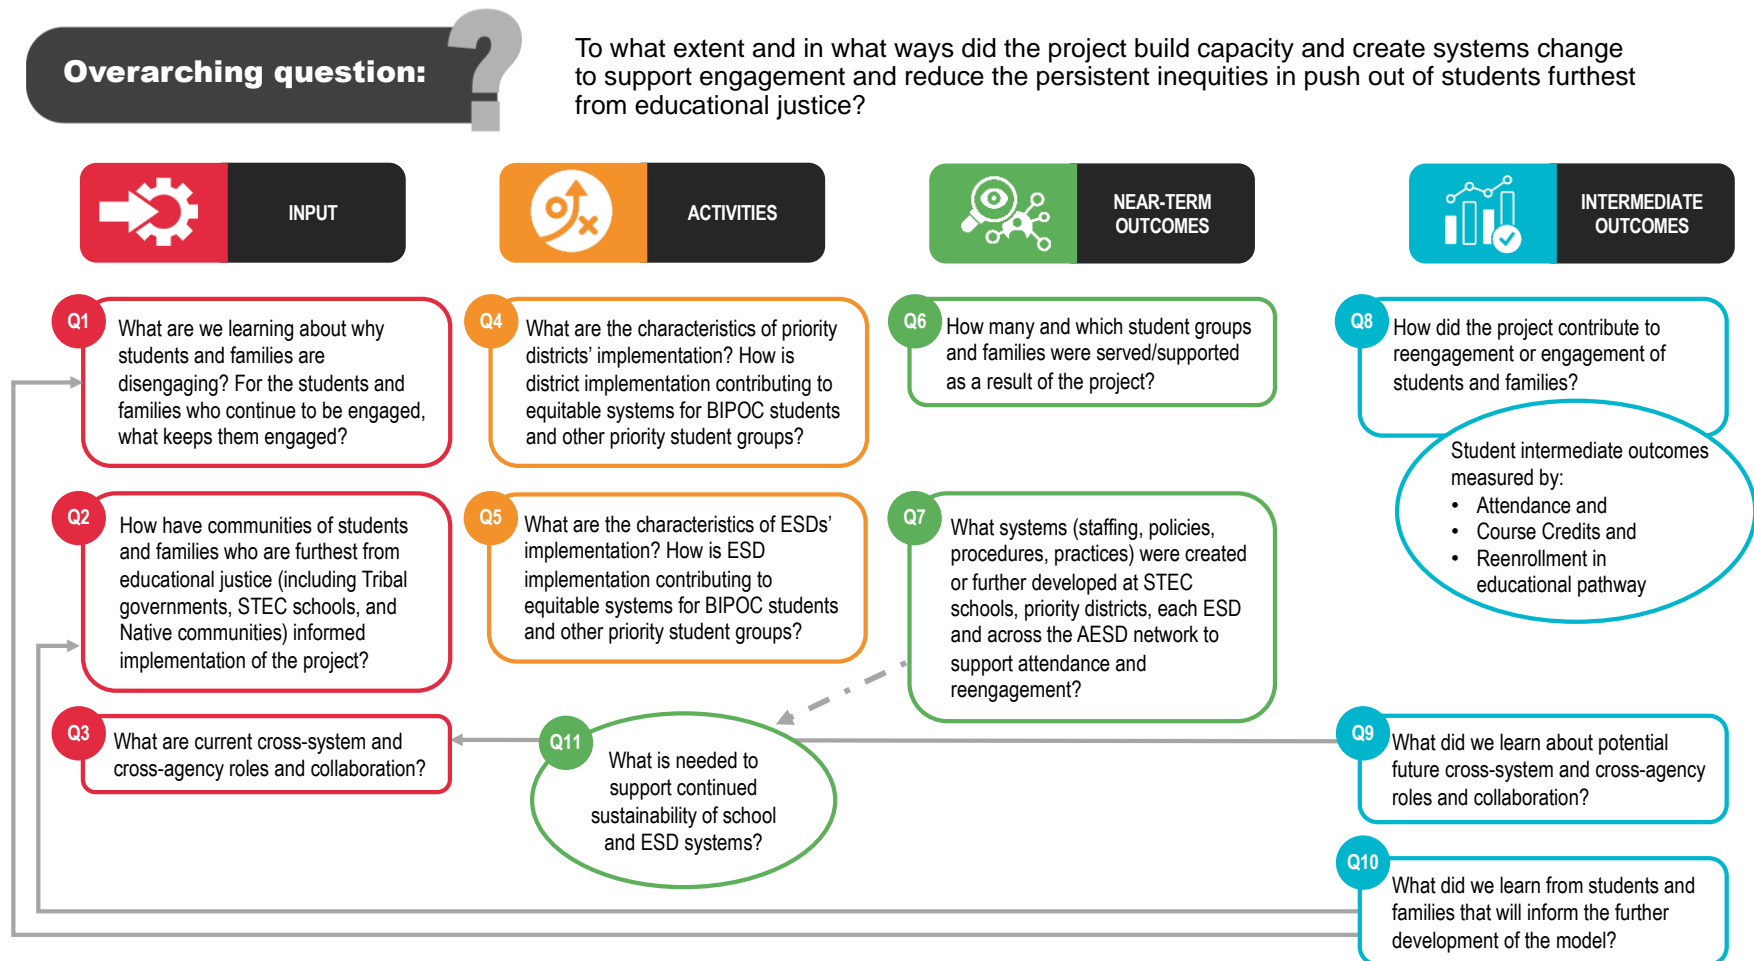 Overarching question:
?
To what extent and in what ways did the project build capacity and create systems change
to support engagement and reduce the persistent inequities in push out of students furthest
from educational justice?
INPUT
ACTIVITIES
NEAR-TERM
OUTCOMES
INTERMEDIATE
OUTCOMES
Q1
What are we learning about why
students and families are
disengaging? For the students and
families who continue to be engaged,
what keeps them engaged?
Q2
How have communities of students
and families who are furthest from
educational justice (including Tribal
governments, STEC schools, and
Native communities) informed
implementation of the project?
Q3
What are current cross-system and
cross-agency roles and collaboration?
Q4
What are the characteristics of priority
districts’ implementation? How is
district implementation contributing to
equitable systems for BIPOC students
and other priority student groups?
Q5
What are the characteristics of ESDs’
implementation? How is ESD
implementation contributing to
equitable systems for BIPOC students
and other priority student groups?
Q11
What is needed to
support continued
sustainability of school
and ESD systems?
Q6
How many and which student groups
and families were served/supported
as a result of the project?
Q7
What systems (staffing, policies,
procedures, practices) were created
or further developed at STEC
schools, priority districts, each ESD
and across the AESD network to
support attendance and
reengagement?
Q8
How did the project contribute to
reengagement or engagement of
students and families?
Student intermediate outcomes
measured by:
• Attendance and
• Course Credits and
• Reenrollment in
educational pathway
Q9
What did we learn about potential
future cross-system and cross-agency
roles and collaboration?
Q10
What did we learn from students and
families that will inform the further
development of the model?